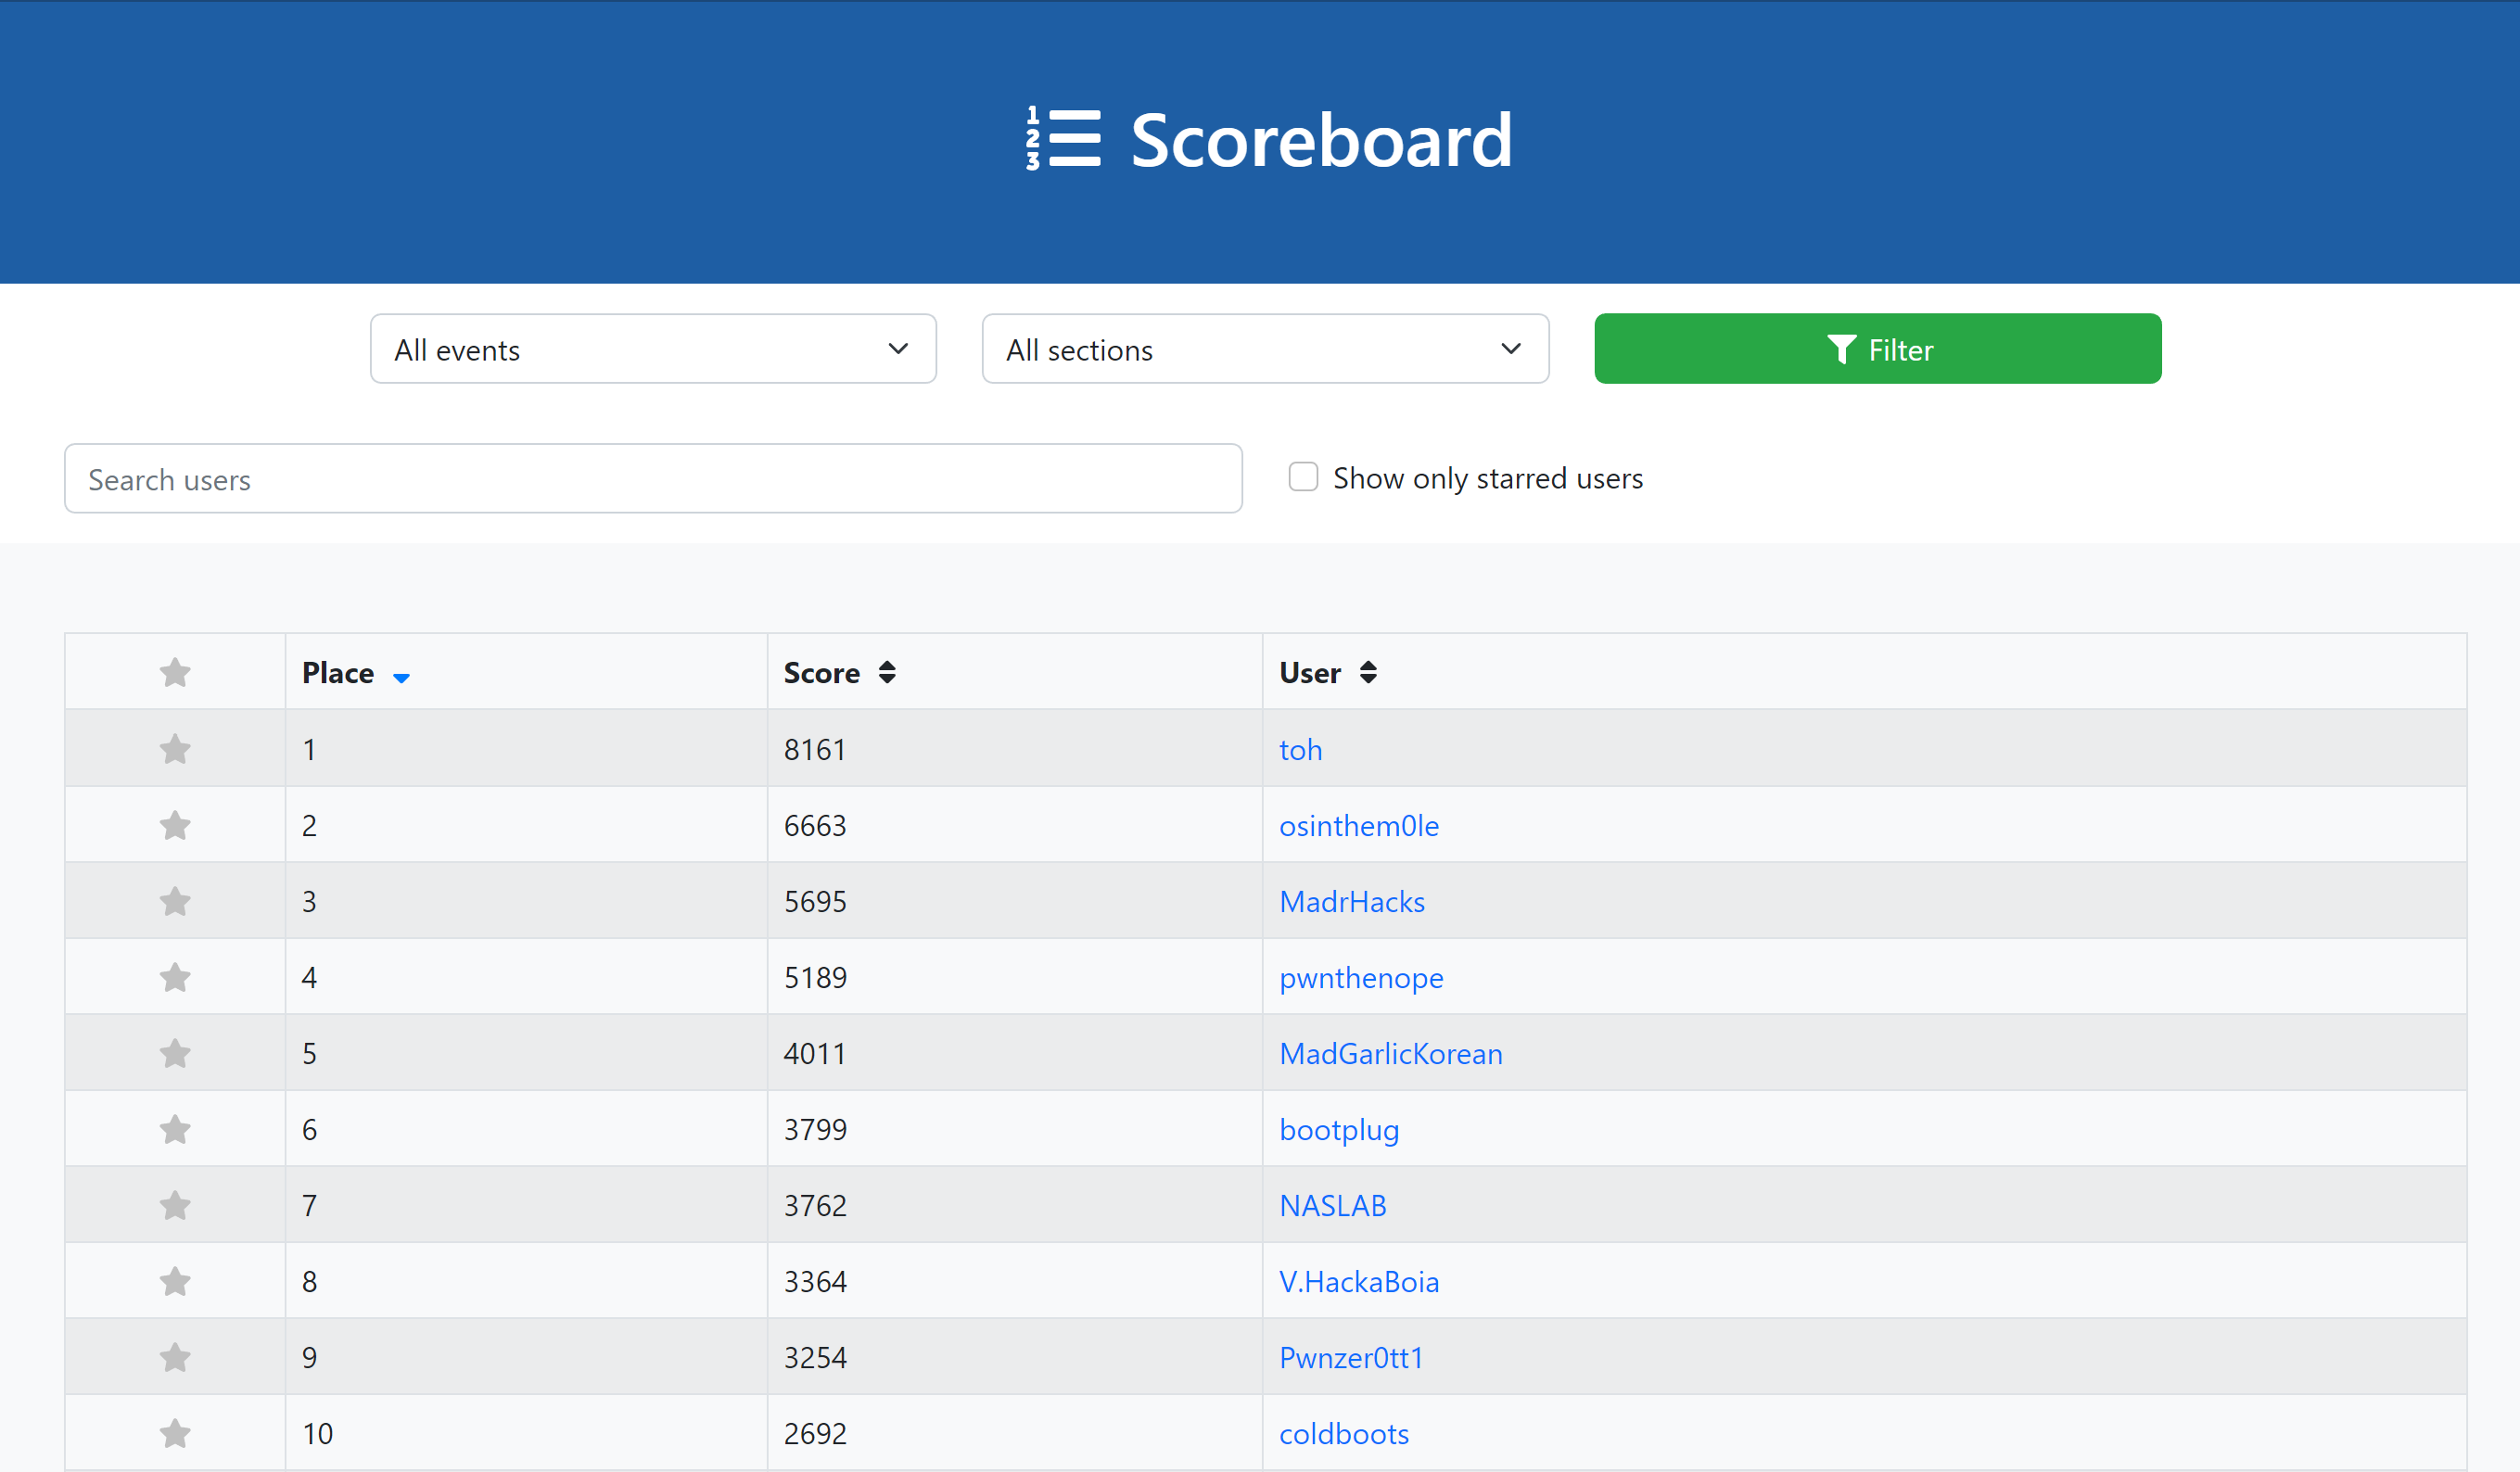 Scoreboard
All events All sections Filter
Search users Show only starred users
Place Score User
1 8161 toh
2 6663 osinthem0le
3 5695 MadrHacks
4 5189 pwnthenope
5 4011 MadGarlicKorean
6 3799 bootplug
7 3762 NASLAB
8 3364 V.HackaBoia
9 3254 Pwnzer0tt1
10 2692 coldboots